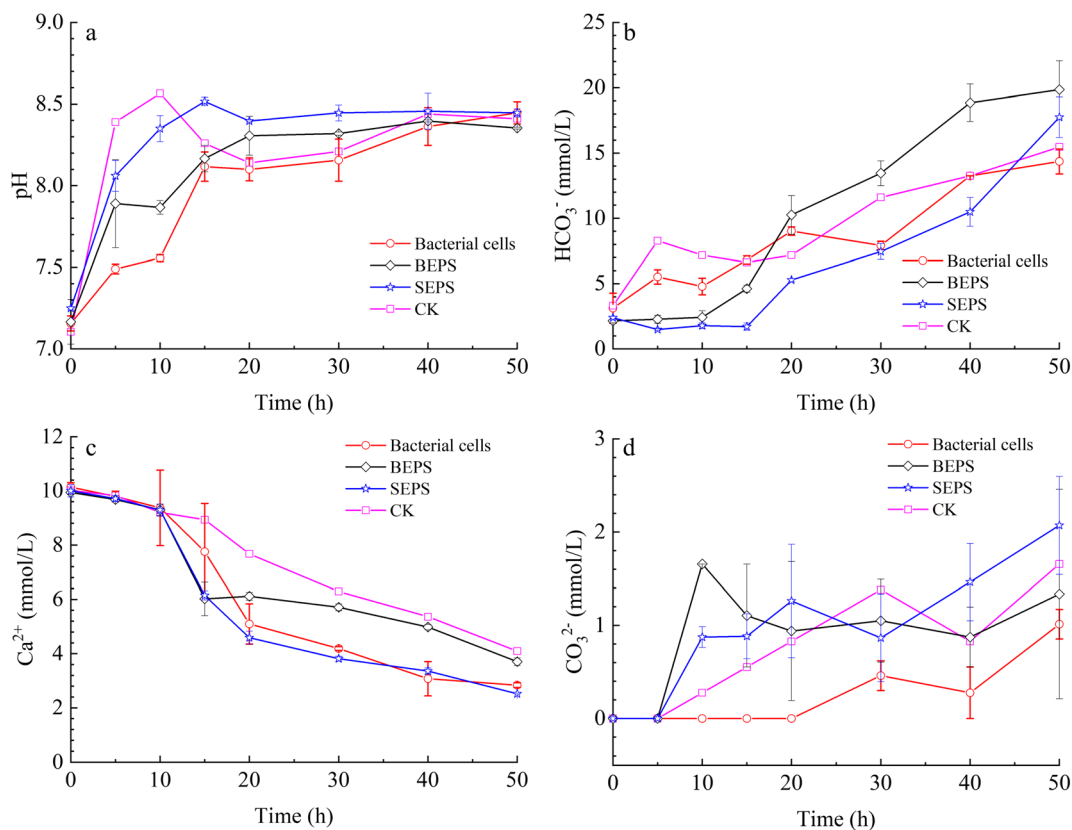 a
9.0
8.5
8.0
7.5
7.0
pH
0 10 20 30 40 50
Time (h)
Bacterial cells
BEPS
SEPS
CK
b
25
20
15
10
5
0
HCO₃⁻ (mmol/L)
0 10 20 30 40 50
Time (h)
Bacterial cells
BEPS
SEPS
CK
c
12
10
8
6
4
2
0
Ca²⁺ (mmol/L)
0 10 20 30 40 50
Time (h)
Bacterial cells
BEPS
SEPS
CK
d
3
2
1
0
CO₃²⁻ (mmol/L)
0 10 20 30 40 50
Time (h)
Bacterial cells
BEPS
SEPS
CK